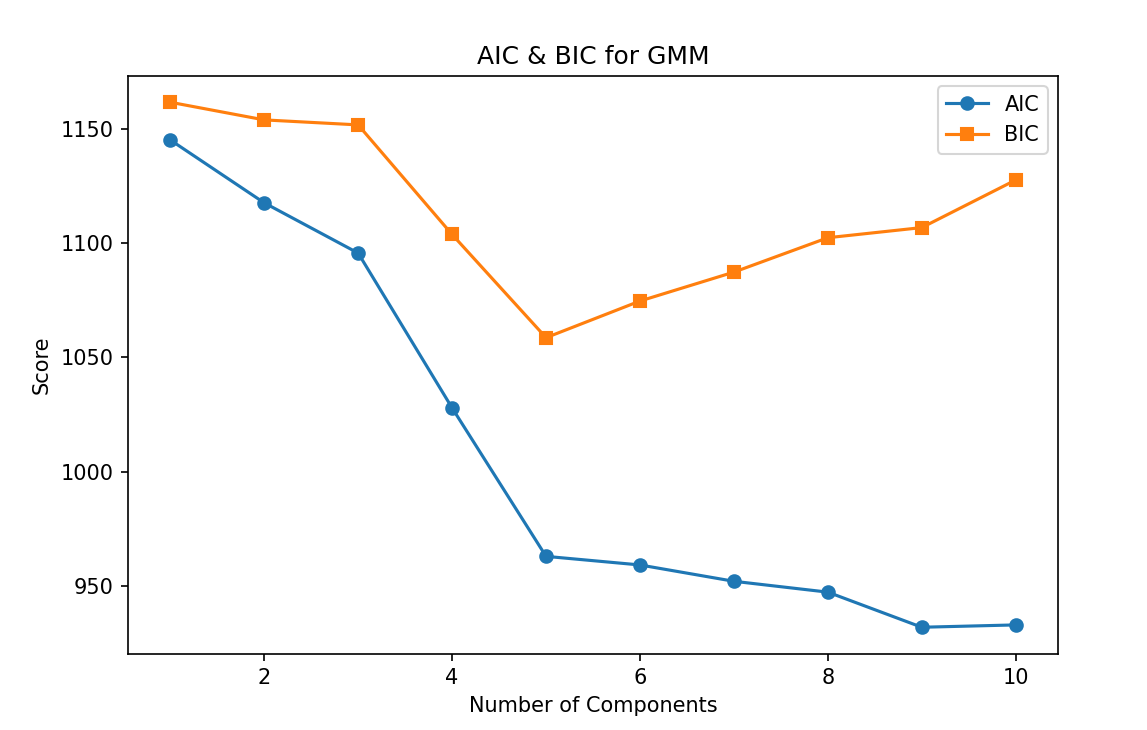 AIC & BIC for GMM
AIC
BIC
1150
1100
1050
1000
950
Score
2 4 6 8 10
Number of Components